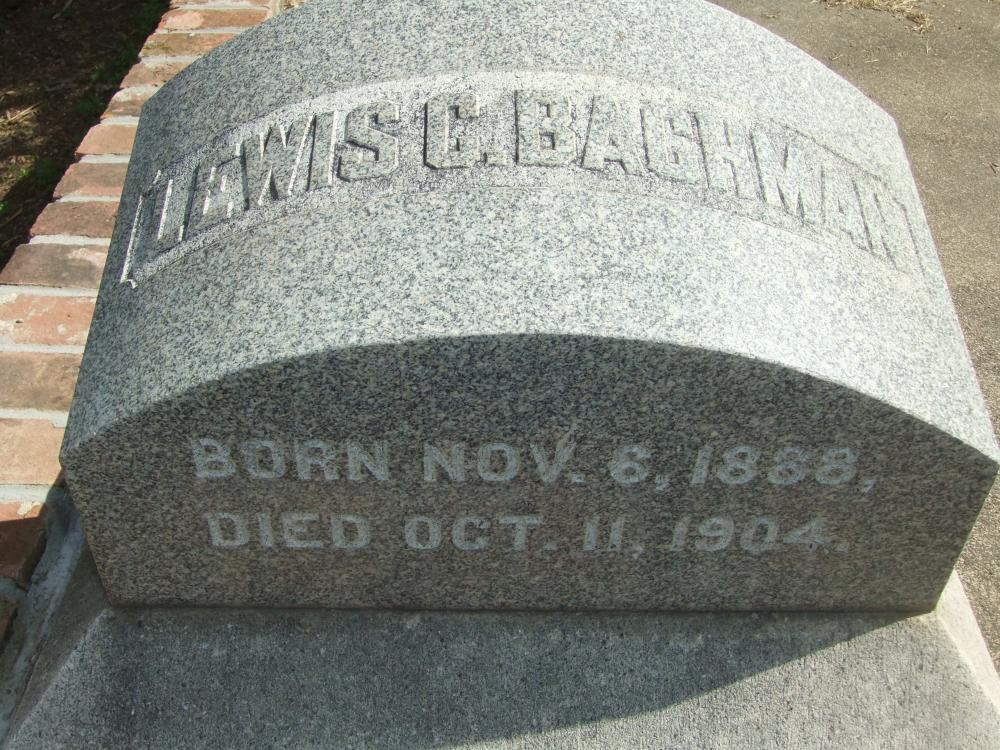 LEWIS C. BACHMAN
BORN NOV. 6, 1888,
DIED OCT. 11, 1904.